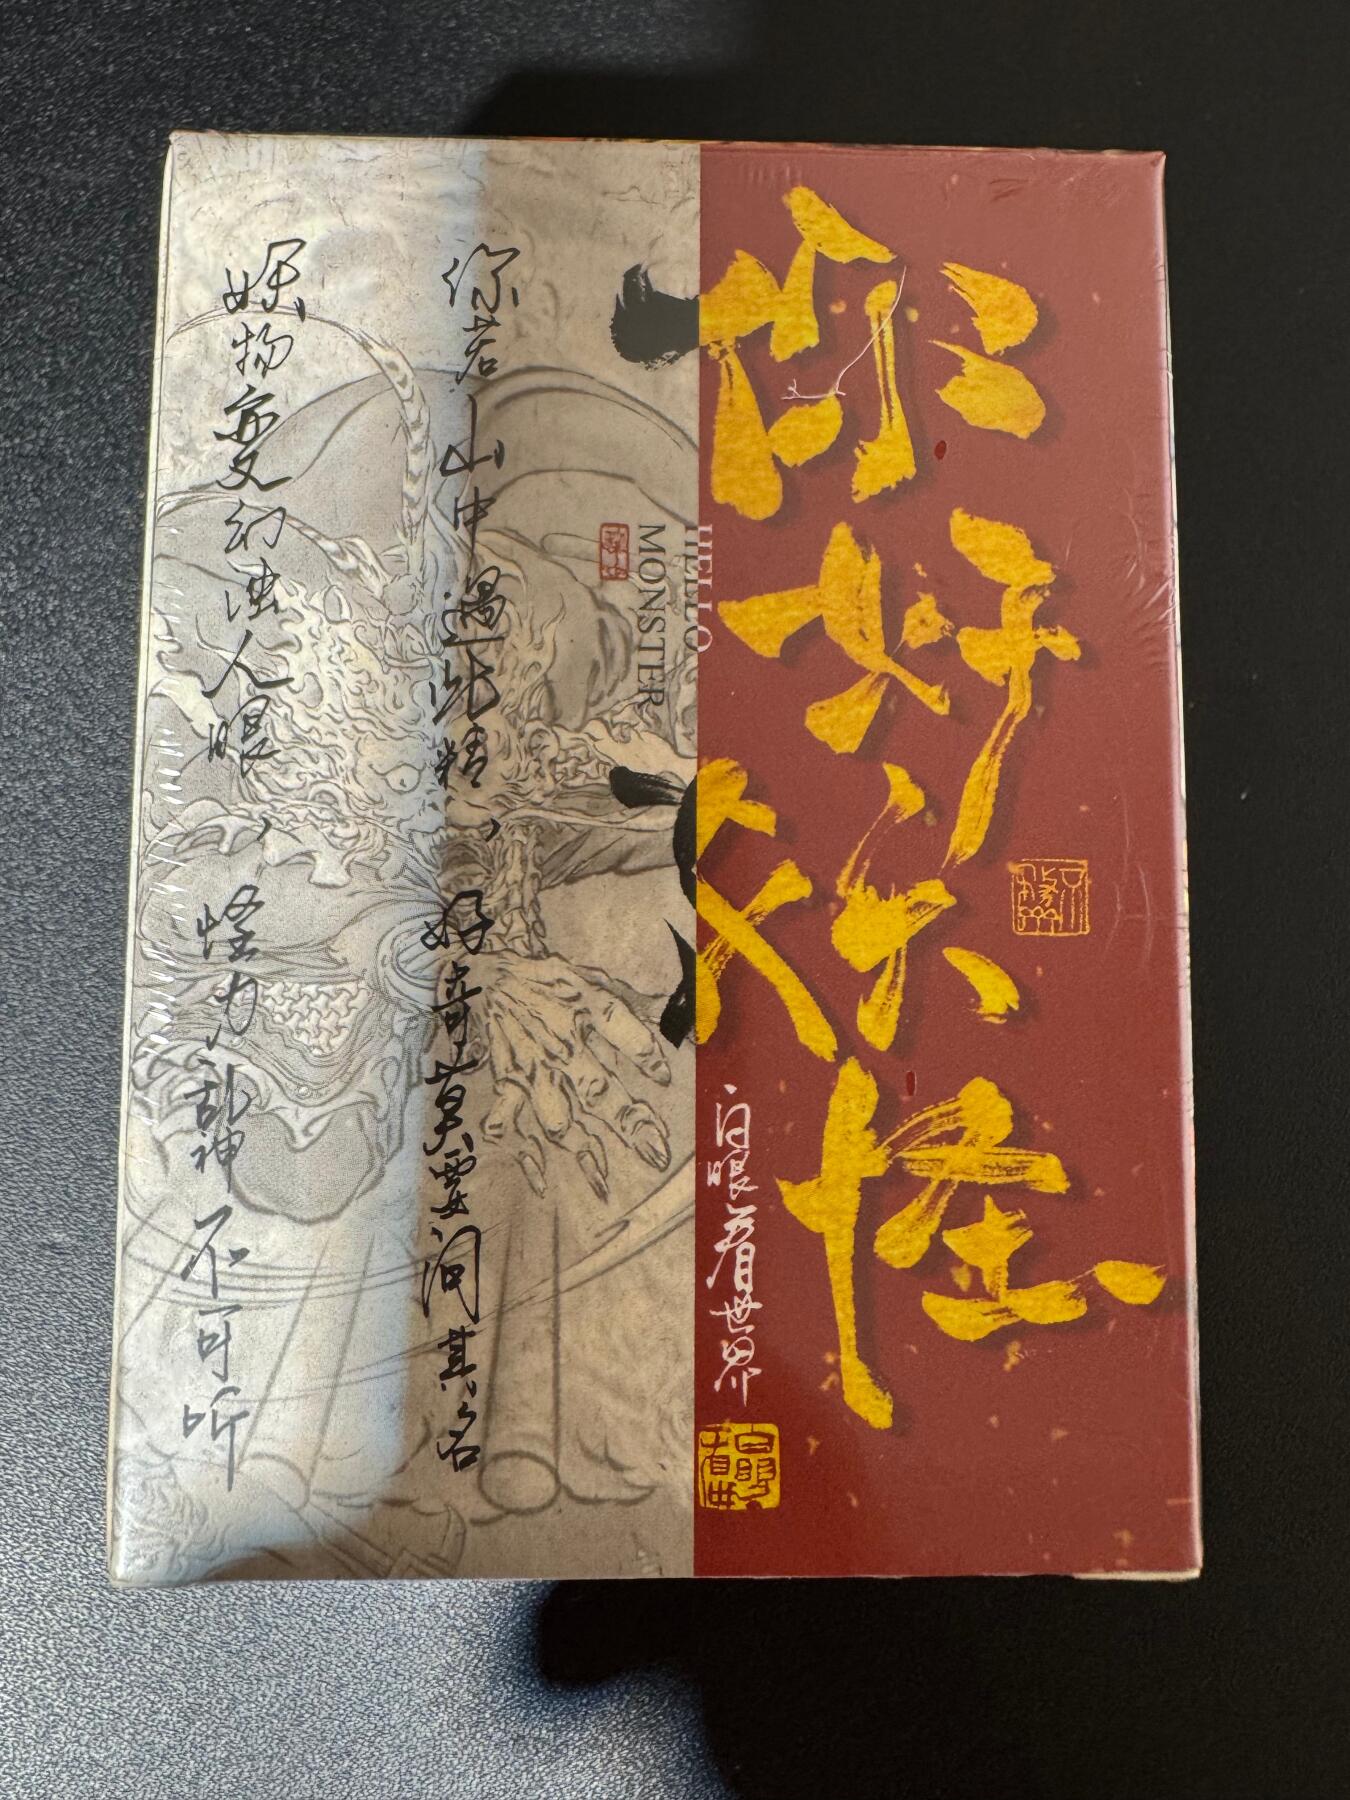 你好妖怪
白眼看世界
HELLO
MONSTER
你若山中遇此精，好奇莫要问其名
妖物变幻浊人眼，怪力乱神不可听